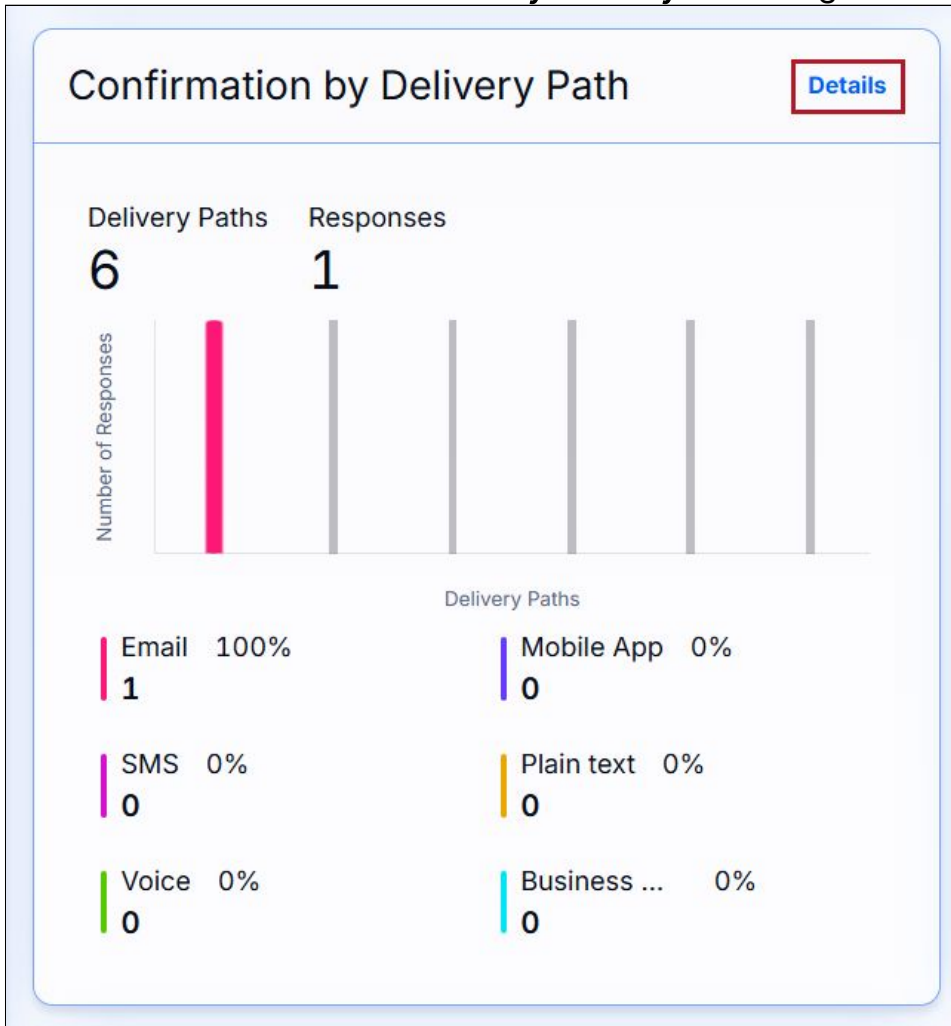 Confirmation by Delivery Path Details
Delivery Paths Responses
6 1
Number of Responses
Delivery Paths
Email 100% Mobile App 0%
1 0
SMS 0% Plain text 0%
0 0
Voice 0% Business ... 0%
0 0